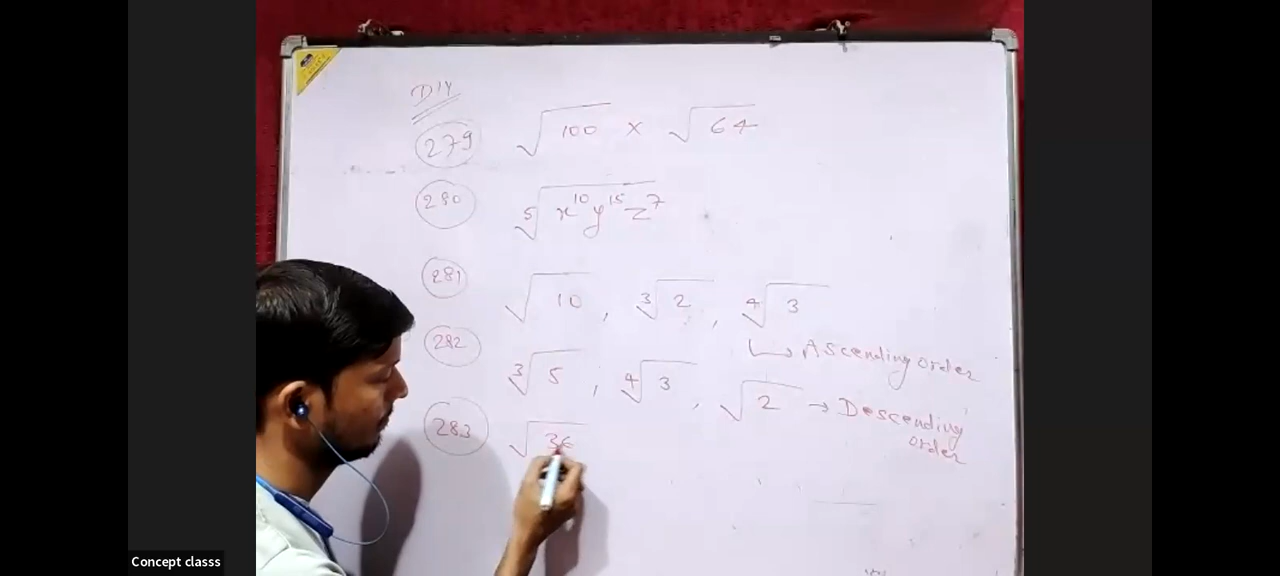 DIY
279 √100 × √64
280 ⁵√x¹⁰y¹⁵z⁷
281 √10 , ³√2 , ⁴√3
↳ Ascending order
282 ³√5 , ⁴√3 , √2 → Descending
order
283 √36
Concept classs